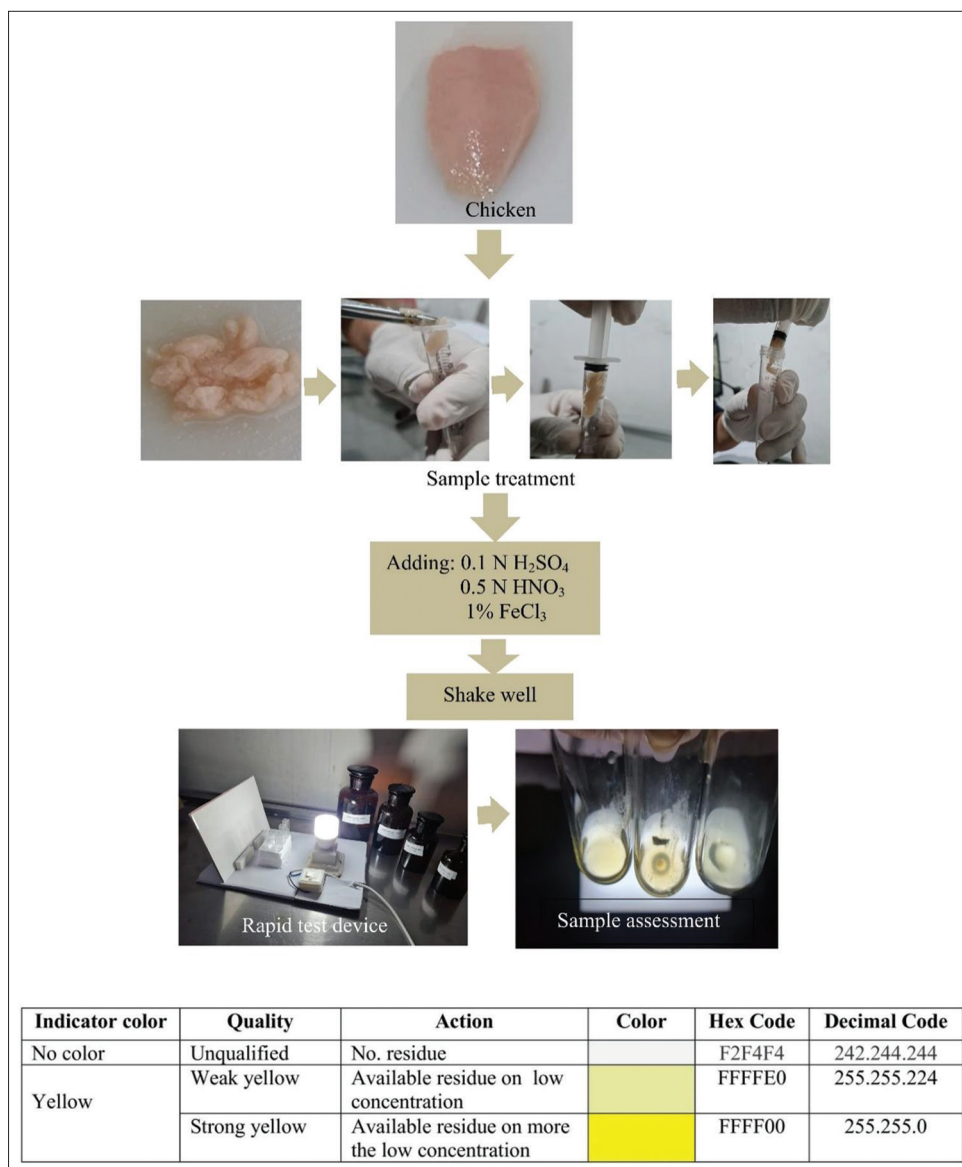 Chicken
Sample treatment
Adding: 0.1 N H₂SO₄
0.5 N HNO₃
1% FeCl₃
Shake well
Rapid test device
Sample assessment
Indicator color Quality Action Color Hex Code Decimal Code
No color Unqualified No. residue F2F4F4 242.244.244
Yellow
Weak yellow Available residue on low FFFFE0 255.255.224
concentration
Strong yellow Available residue on more FFFF00 255.255.0
the low concentration